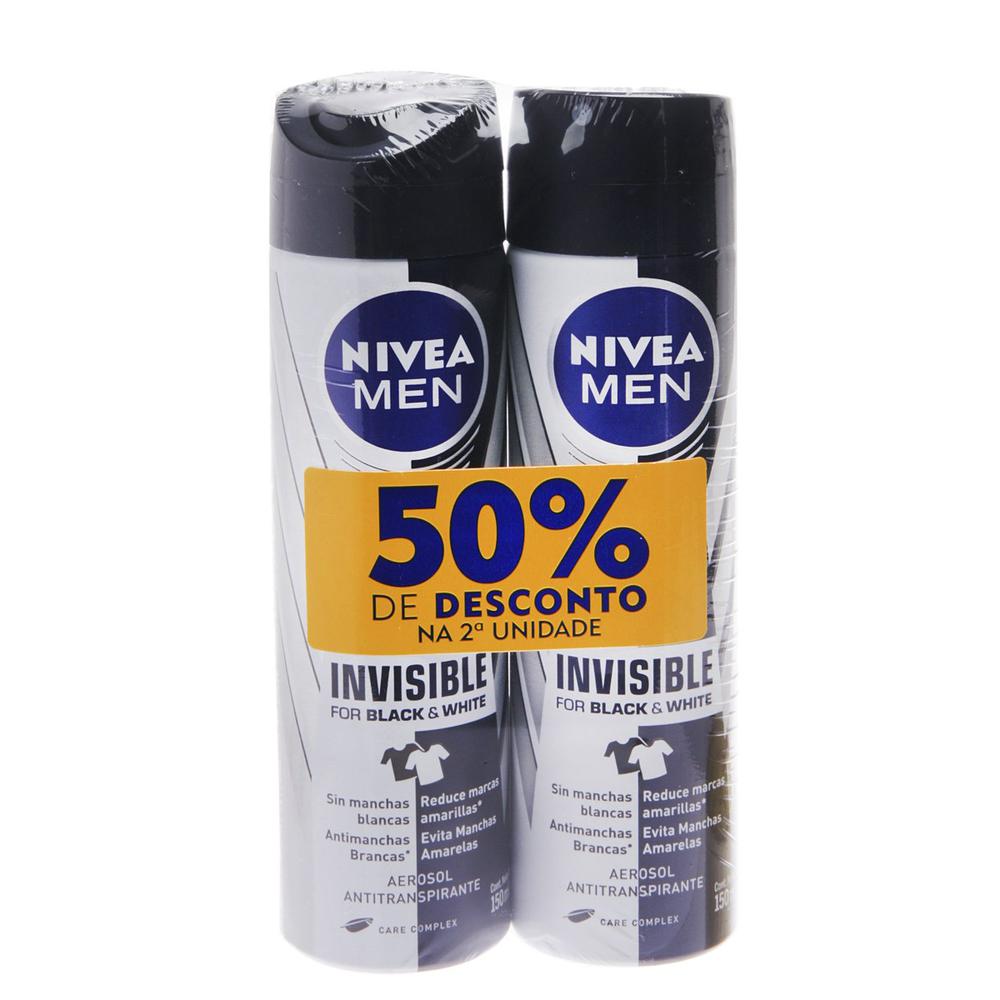 NIVEA
MEN
NIVEA
MEN
50%
DE DESCONTO
NA 2ª UNIDADE
INVISIBLE
FOR BLACK & WHITE
Sin manchas
blancas
Reduce marcas
amarillas*
Antimanchas
Brancas*
Evita Manchas
Amarelas
AEROSOL
ANTITRANSPIRANTE
CARE COMPLEX
150
INVISIBLE
FOR BLACK & WHITE
Sin manchas
blancas
Reduce marcas
amarillas*
Antimanchas
Brancas*
Evita Manchas
Amarelas
AEROSOL
ANTITRANSPIRANTE
CARE COMPLEX
150